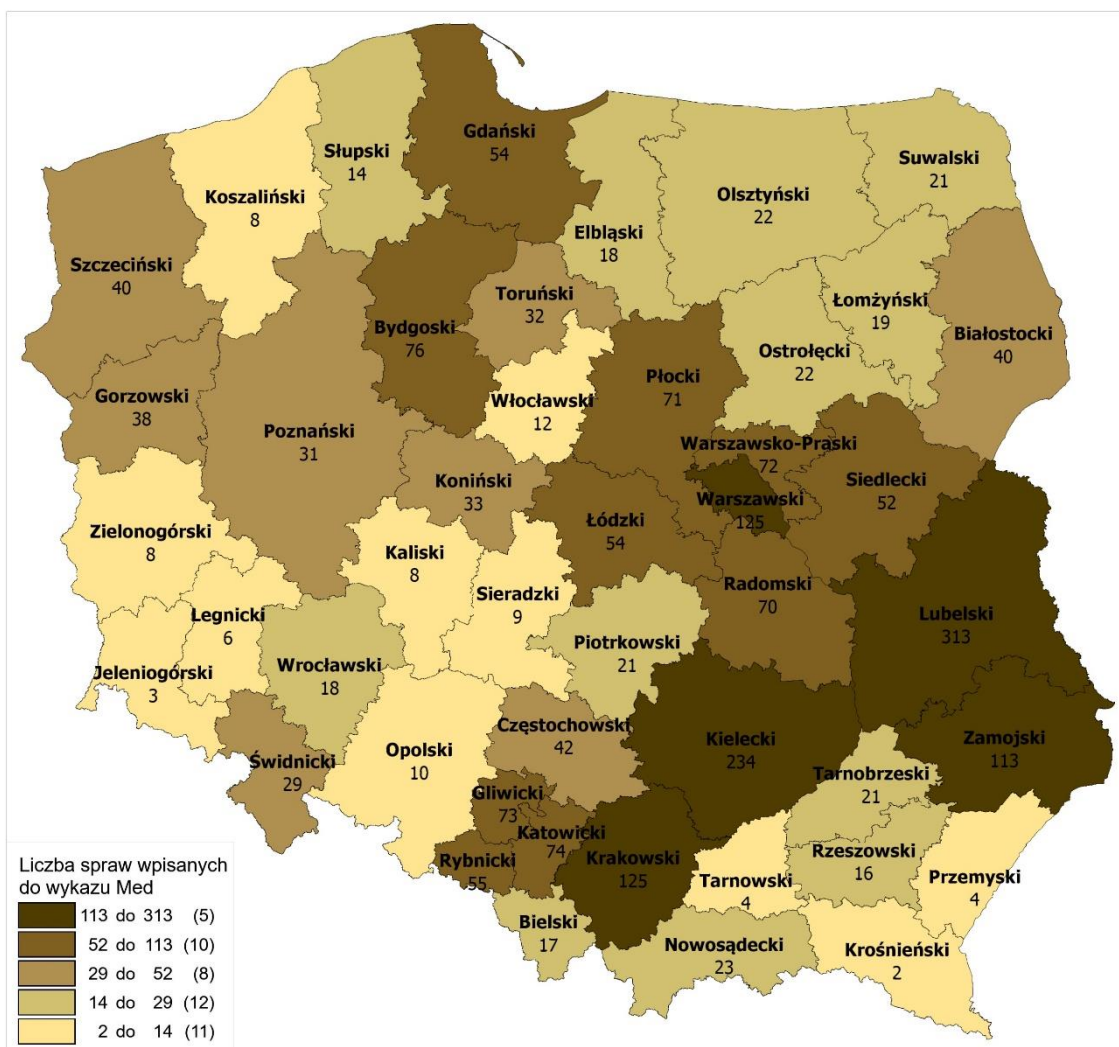 Gdański
54
Słupski
14
Suwalski
21
Koszaliński
8
Olsztyński
22
Elbląski
18
Szczeciński
40
Toruński
32
Łomżyński
19
Białostocki
40
Bydgoski
76
Ostrołęcki
22
Płocki
71
Gorzowski
38
Włocławski
12
Poznański
31
Warszawsko-Praski
72
Koniński
33
Siedlecki
52
Warszawski
125
Łódzki
54
Zielonogórski
8
Kaliski
8
Radomski
70
Sieradzki
9
Legnicki
6
Lubelski
313
Piotrkowski
21
Wrocławski
18
Jeleniogórski
3
Częstochowski
42
Kielecki
234
Zamojski
113
Opolski
10
Świdnicki
29
Tarnobrzeski
21
Gliwicki
73
Katowicki
74
Rybnicki
55
Krakowski
125
Rzeszowski
16
Tarnowski
4
Przemyski
4
Bielski
17
Nowosądecki
23
Krośnieński
2
Liczba spraw wpisanych
do wykazu Med
113 do 313 (5)
52 do 113 (10)
29 do 52 (8)
14 do 29 (12)
2 do 14 (11)